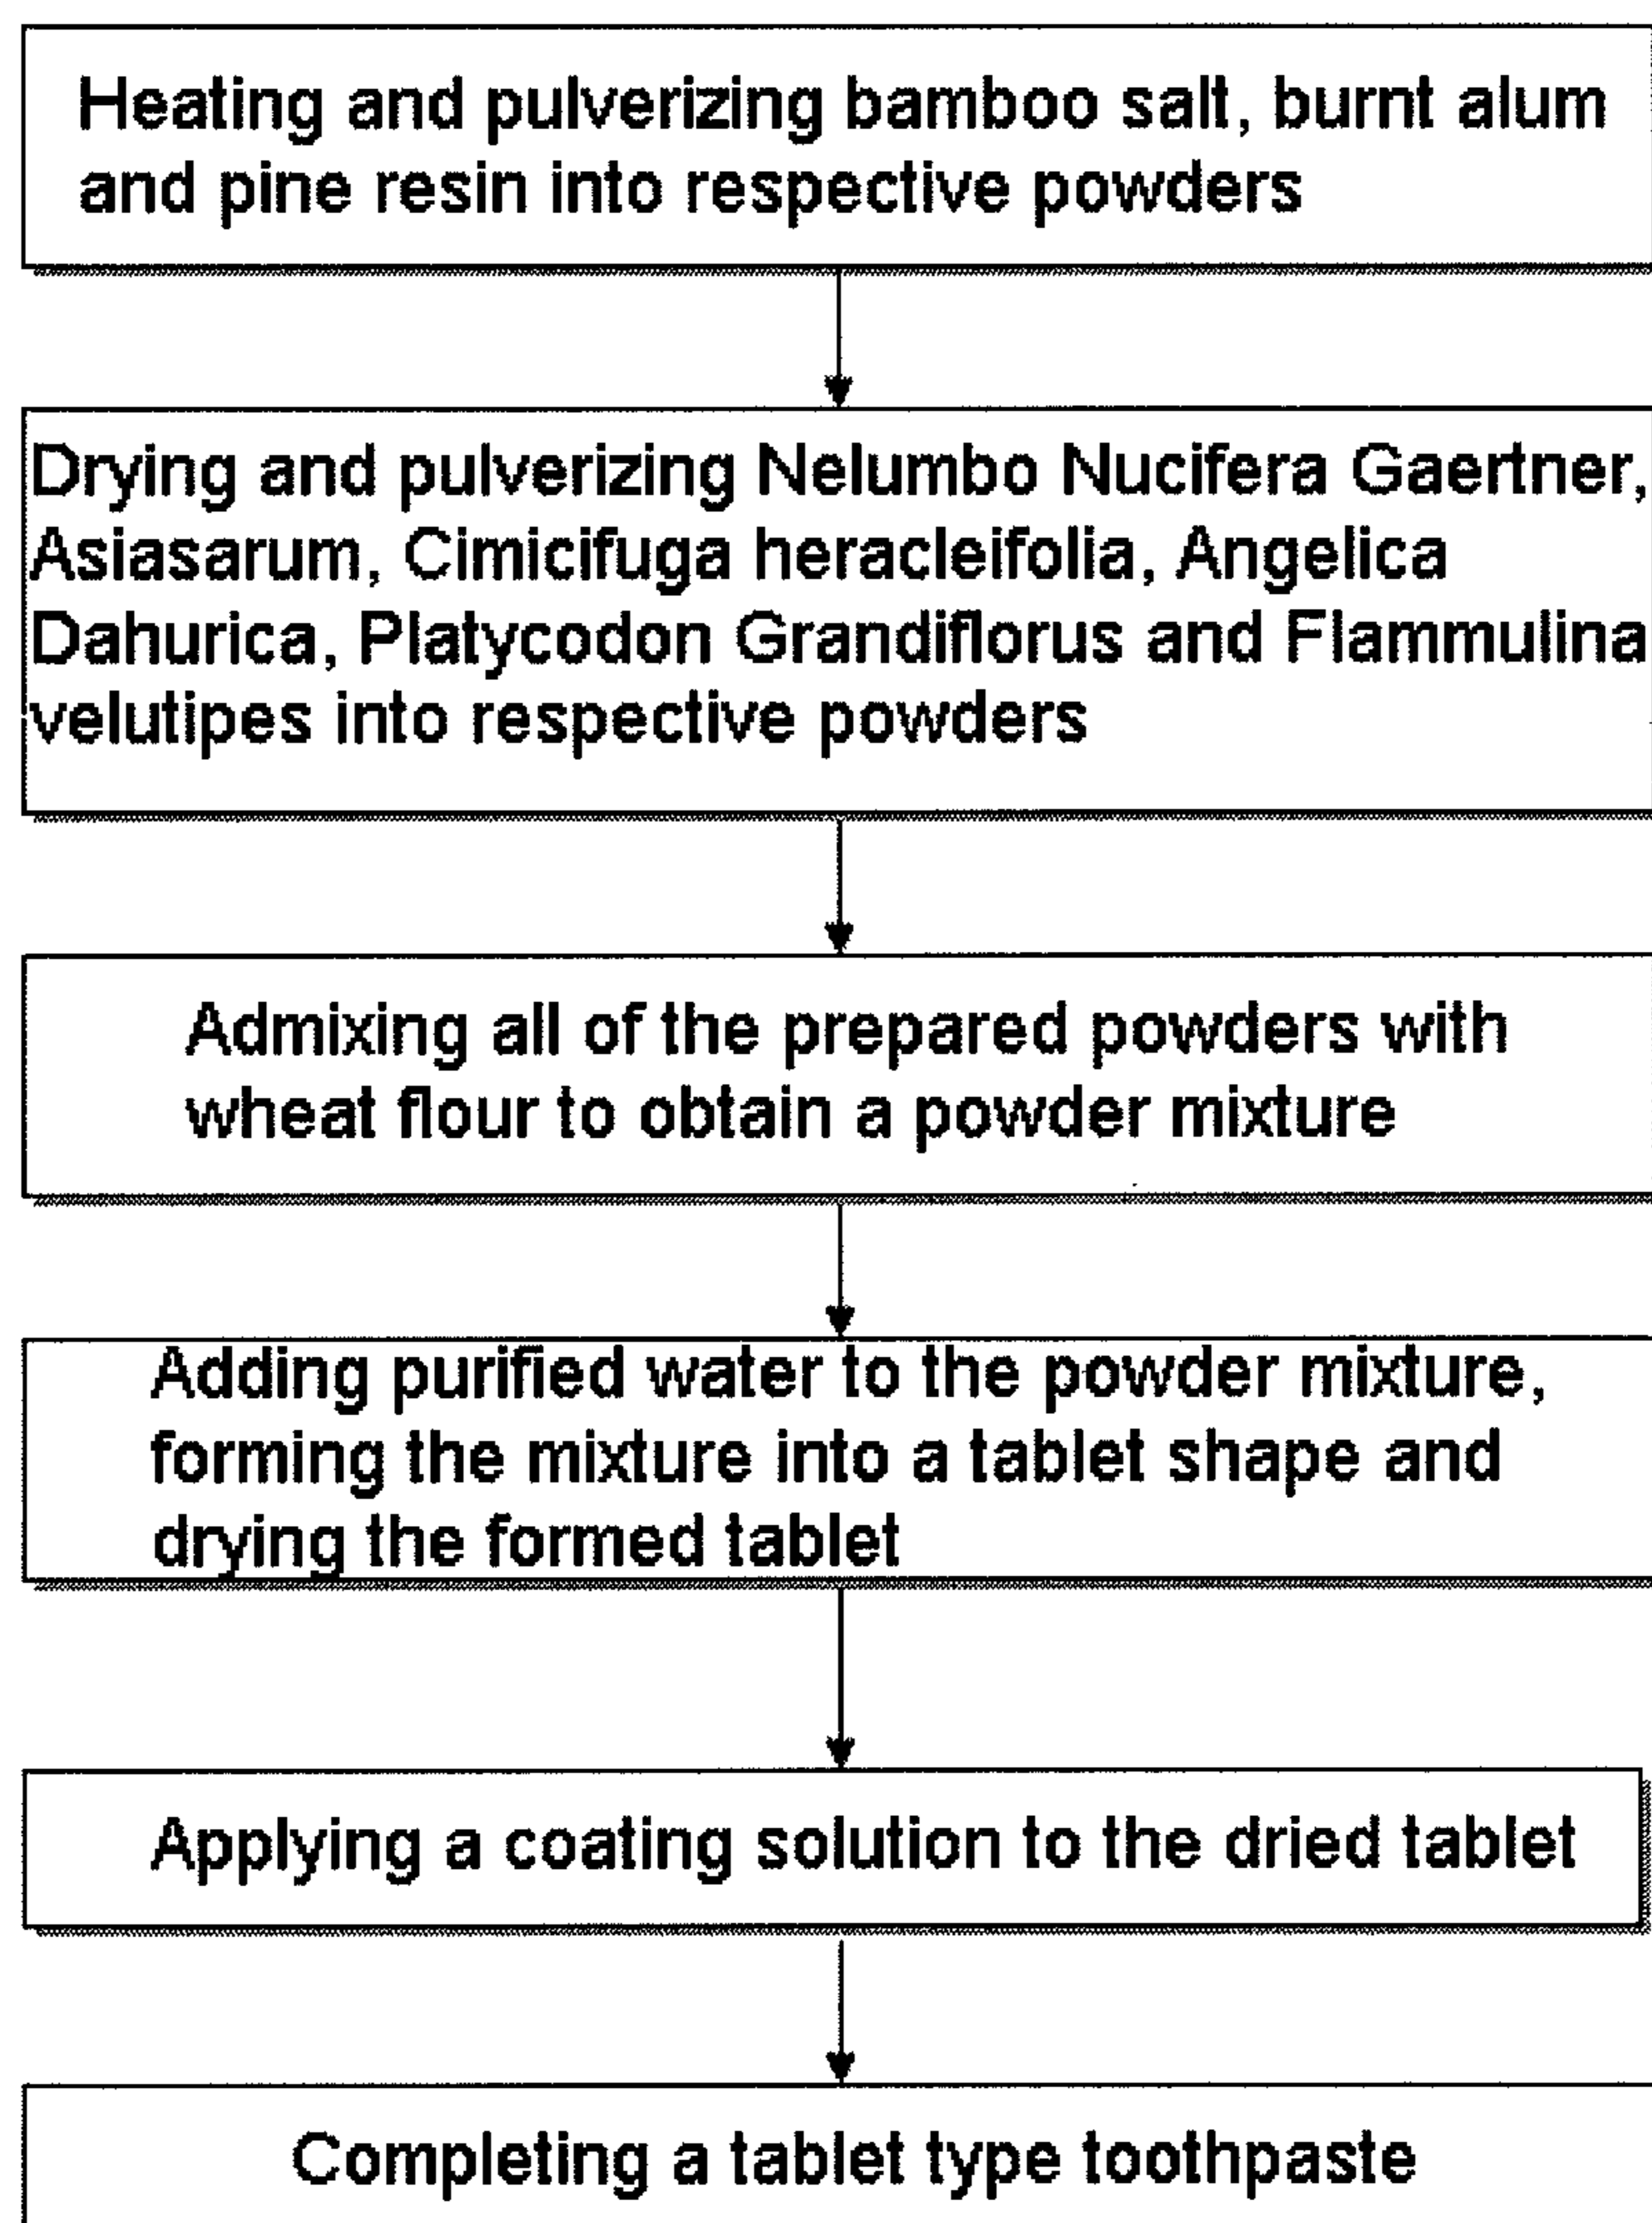 Heating and pulverizing bamboo salt, burnt alum
and pine resin into respective powders
Drying and pulverizing Nelumbo Nucifera Gaertner,
Asiasarum, Cimicifuga heracleifolia, Angelica
Dahurica, Platycodon Grandiflorus and Flammulina
velutipes into respective powders
Admixing all of the prepared powders with
wheat flour to obtain a powder mixture
Adding purified water to the powder mixture,
forming the mixture into a tablet shape and
drying the formed tablet
Applying a coating solution to the dried tablet
Completing a tablet type toothpaste